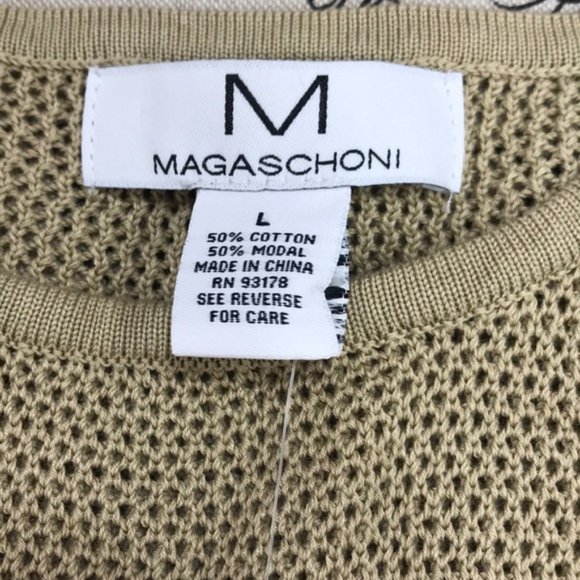 M
MAGASCHONI
L
50% COTTON
50% MODAL
MADE IN CHINA
RN 93178
SEE REVERSE
FOR CARE